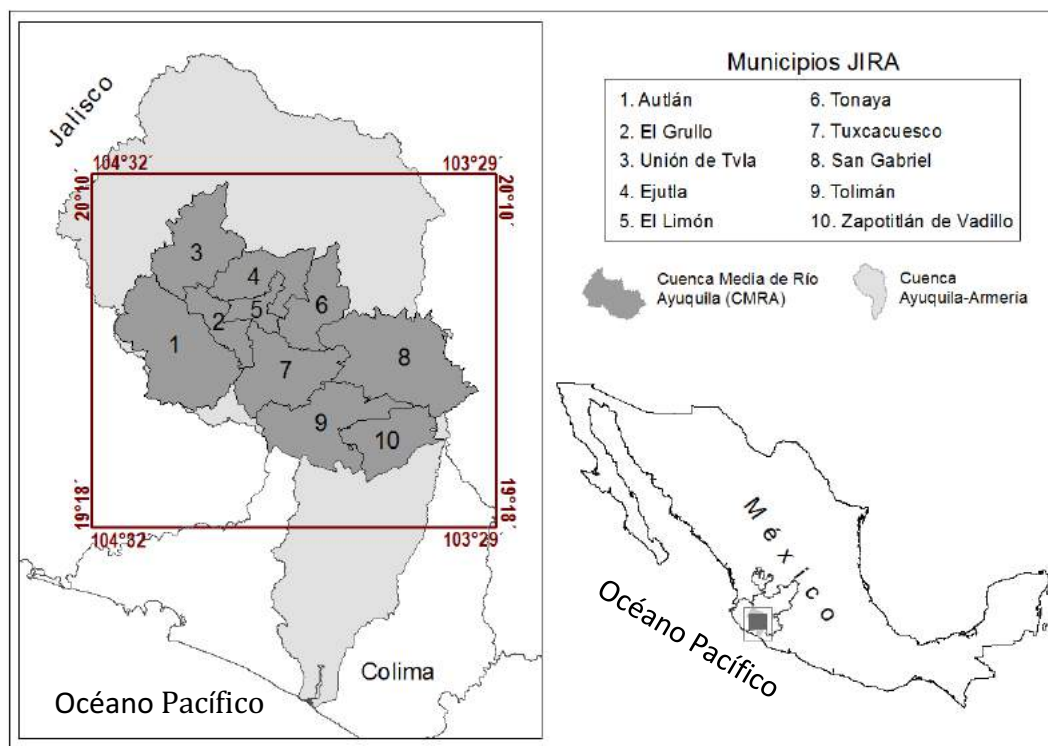 Jalisco
104°32´ 103°29´
20°10´
20°10´
3
4
5
6
2
1
7
8
9
10
19°18´
19°18´
104°32´ 103°29´
Colima
Océano Pacífico
Municipios JIRA
1. Autlán 6. Tonaya
2. El Grullo 7. Tuxcacuesco
3. Unión de Tvla 8. San Gabriel
4. Ejutla 9. Tolimán
5. El Limón 10. Zapotitlán de Vadillo
Cuenca Media de Río
Ayuquila (CMRA)
Cuenca
Ayuquila-Armeria
México
Océano Pacífico